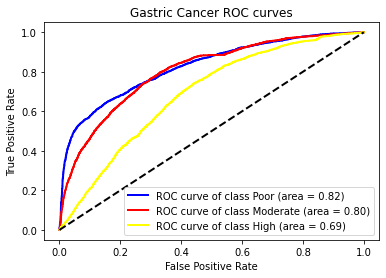 Gastric Cancer ROC curves
True Positive Rate
1.0
0.8
0.6
0.4
0.2
0.0
ROC curve of class Poor (area = 0.82)
ROC curve of class Moderate (area = 0.80)
ROC curve of class High (area = 0.69)
0.0 0.2 0.4 0.6 0.8 1.0
False Positive Rate